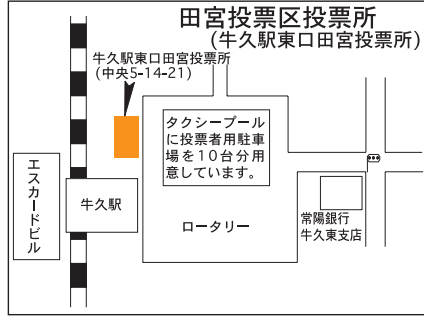 田宮投票区投票所
(牛久駅東口田宮投票所)
牛久駅東口田宮投票所
(中央5-14-21)
タクシープール
に投票者用駐車
場を10台分用
意しています。
エスカードビル
牛久駅
ロータリー
常陽銀行
牛久東支店